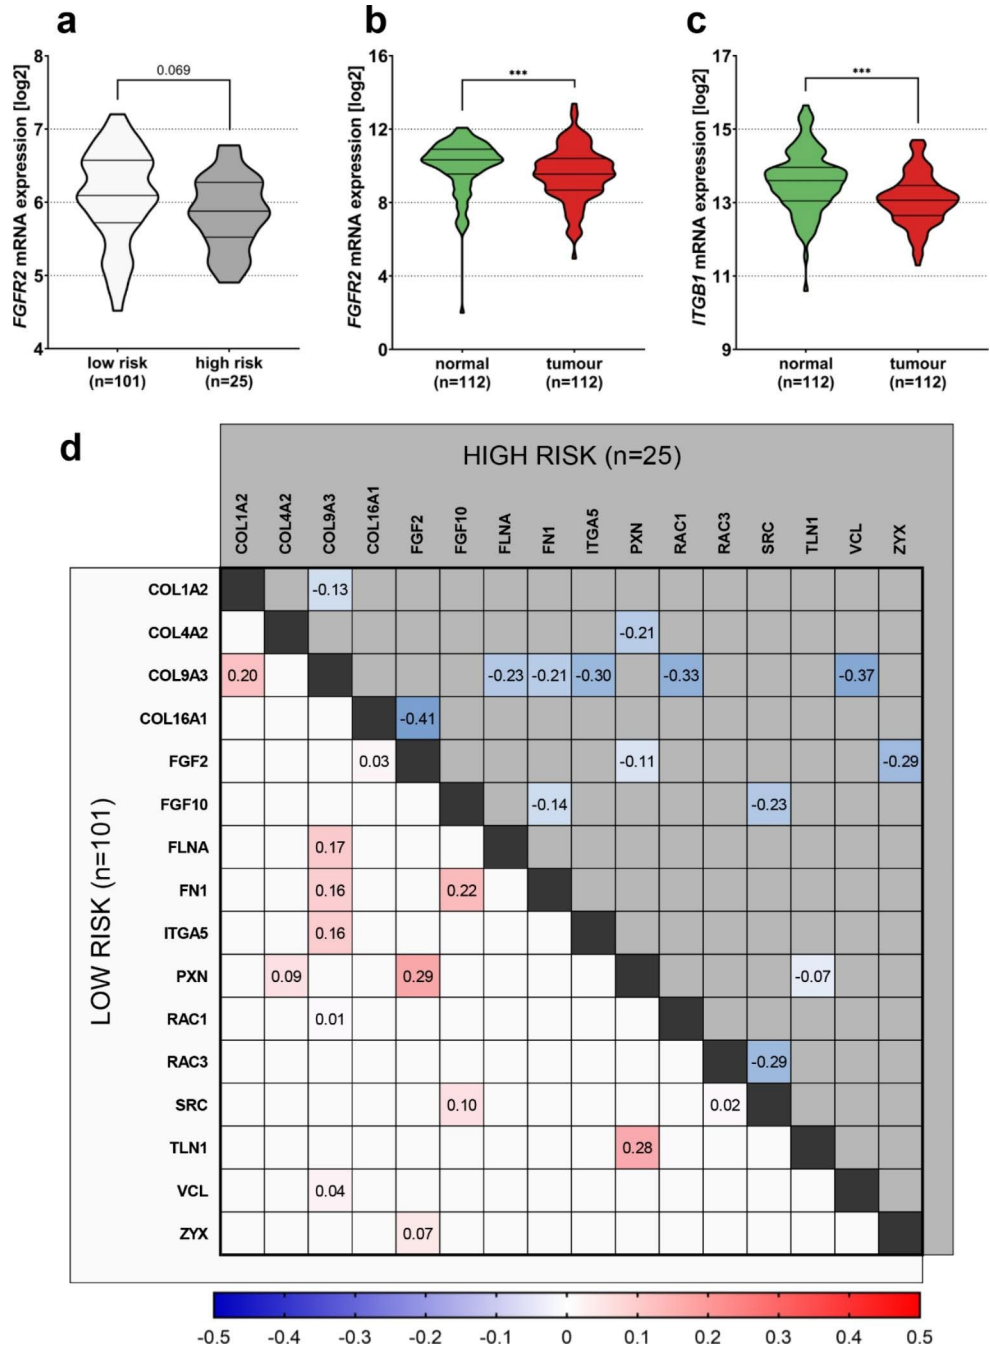 a
FGFR2 mRNA expression [log2]
8
7
6
5
4
0.069
low risk
(n=101)
high risk
(n=25)
b
FGFR2 mRNA expression [log2]
16
12
8
4
0
***
normal
(n=112)
tumour
(n=112)
c
ITGB1 mRNA expression [log2]
17
15
13
11
9
***
normal
(n=112)
tumour
(n=112)
d
HIGH RISK (n=25)
COL1A2 COL4A2 COL9A3 COL16A1 FGF2 FGF10 FLNA FN1 ITGA5 PXN RAC1 RAC3 SRC TLN1 VCL ZYX
LOW RISK (n=101)
COL1A2 -0.13
COL4A2 -0.21
COL9A3 0.20 -0.23 -0.21 -0.30 -0.33 -0.37
COL16A1 -0.41
FGF2 0.03 -0.11 -0.29
FGF10 -0.14 -0.23
FLNA 0.17
FN1 0.16 0.22
ITGA5 0.16
PXN 0.09 0.29 -0.07
RAC1 0.01
RAC3 -0.29
SRC 0.10 0.02
TLN1 0.28
VCL 0.04
ZYX 0.07
-0.5 -0.4 -0.3 -0.2 -0.1 0 0.1 0.2 0.3 0.4 0.5